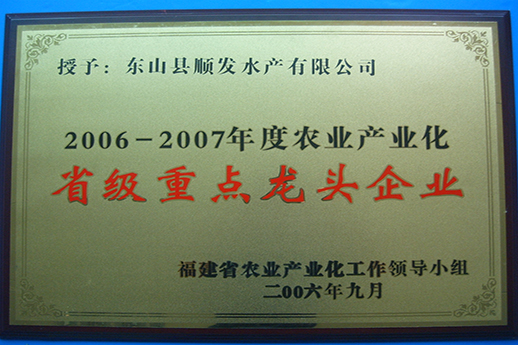 授予：东山县顺发水产有限公司
2006－2007年度农业产业化
省级重点龙头企业
福建省农业产业化工作领导小组
二00六年九月